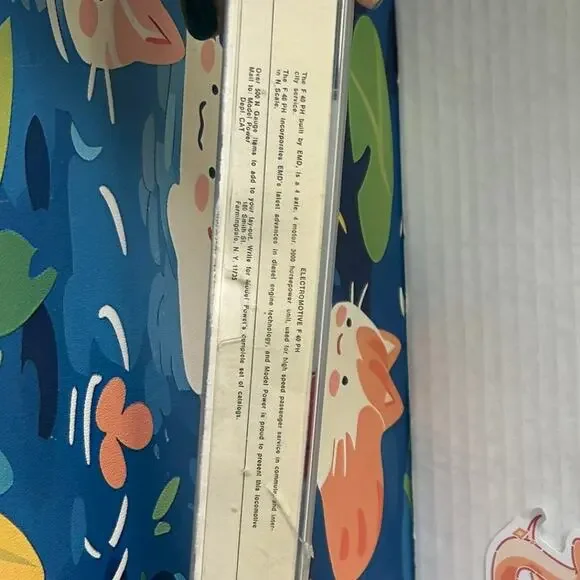 ELECTROMOTIVE F 40 PH
The F 40 PH built by EMD, is a 4 axle, 4 motor, 3000 horsepower unit, used for high speed passenger service in commuter and inter-
city service.
The F 40 PH incorporates EMD's latest advances in diesel engine technology, and Model Power is proud to present this locomotive
in N Scale.
Over 500 N Gauge items to add to your lay-out. Write for Model Power's complete set of catalogs.
Mail to: Model Power
180 Smith St.
Dept. CAT
Farmingdale, N. Y. 11735